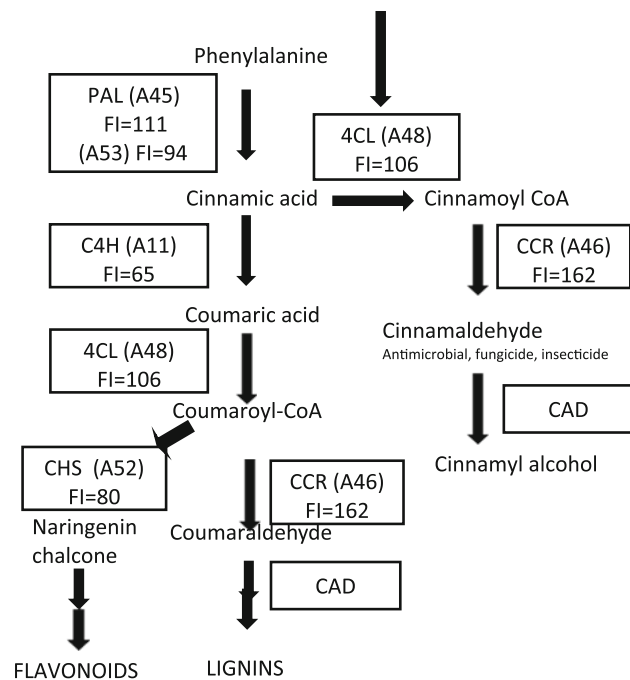 Phenylalanine
PAL (A45)
FI=111
(A53) FI=94
4CL (A48)
FI=106
Cinnamic acid
Cinnamoyl CoA
C4H (A11)
FI=65
CCR (A46)
FI=162
Coumaric acid
Cinnamaldehyde
Antimicrobial, fungicide, insecticide
4CL (A48)
FI=106
Coumaroyl-CoA
CAD
Cinnamyl alcohol
CHS (A52)
FI=80
CCR (A46)
FI=162
Naringenin
chalcone
Coumaraldehyde
CAD
FLAVONOIDS
LIGNINS